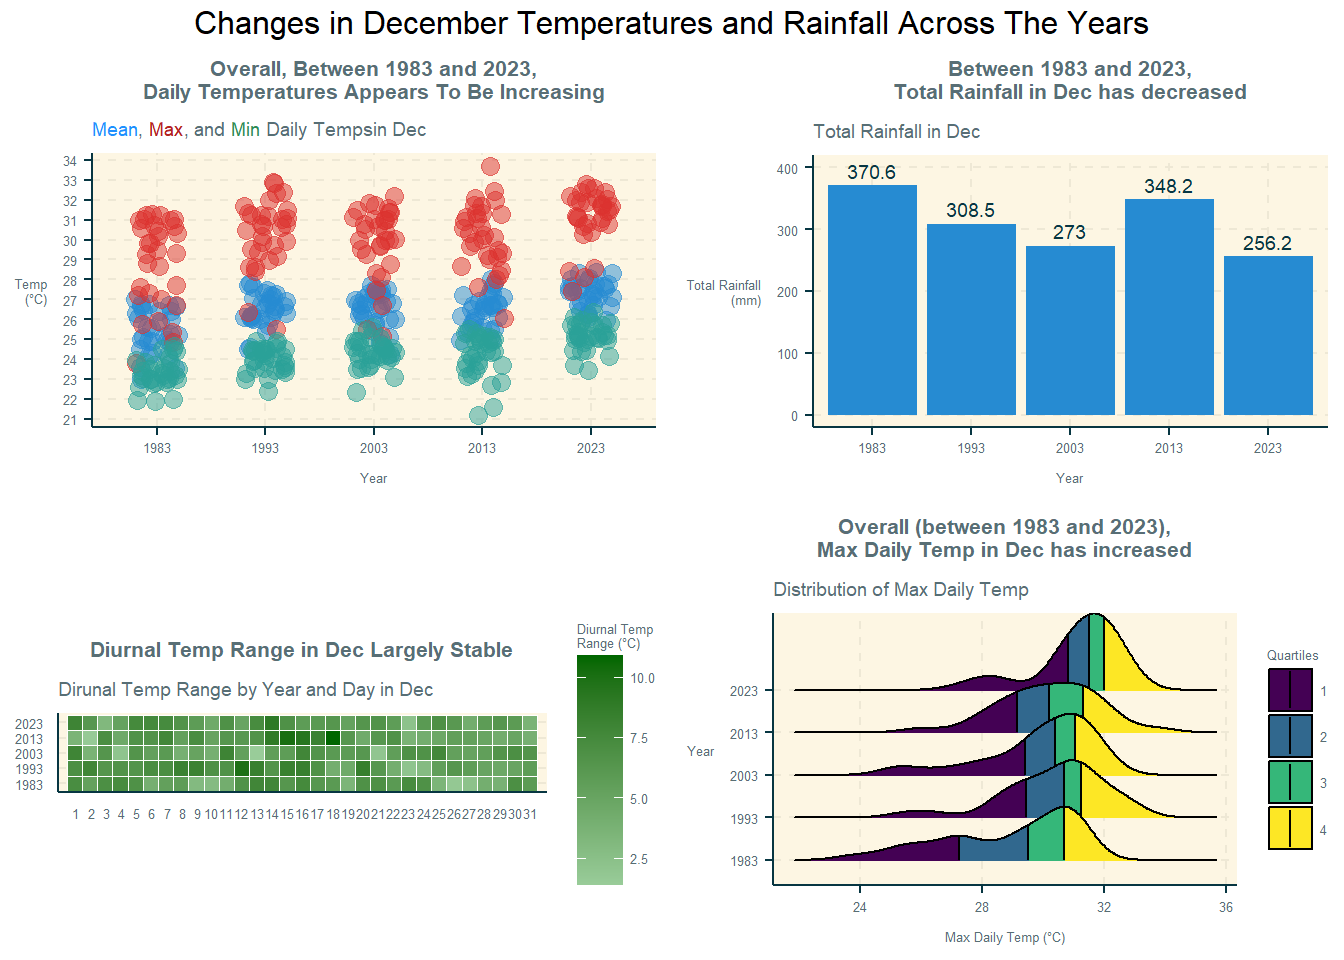 Changes in December Temperatures and Rainfall Across The Years
Overall, Between 1983 and 2023,
Daily Temperatures Appears To Be Increasing
Mean, Max, and Min Daily Tempsin Dec
34
33
32
31
30
29
28
27
26
25
24
23
22
21
Temp
(°C)
1983 1993 2003 2013 2023
Year
Between 1983 and 2023,
Total Rainfall in Dec has decreased
Total Rainfall in Dec
400
300
200
100
0
Total Rainfall
(mm)
370.6
308.5
273
348.2
256.2
1983 1993 2003 2013 2023
Year
Diurnal Temp Range in Dec Largely Stable
Dirunal Temp Range by Year and Day in Dec
2023
2013
2003
1993
1983
1 2 3 4 5 6 7 8 9 10 11 12 13 14 15 16 17 18 19 20 21 22 23 24 25 26 27 28 29 30 31
Diurnal Temp
Range (°C)
10.0
7.5
5.0
2.5
Overall (between 1983 and 2023),
Max Daily Temp in Dec has increased
Distribution of Max Daily Temp
2023
2013
2003
1993
1983
Year
24 28 32 36
Max Daily Temp (°C)
Quartiles
1
2
3
4